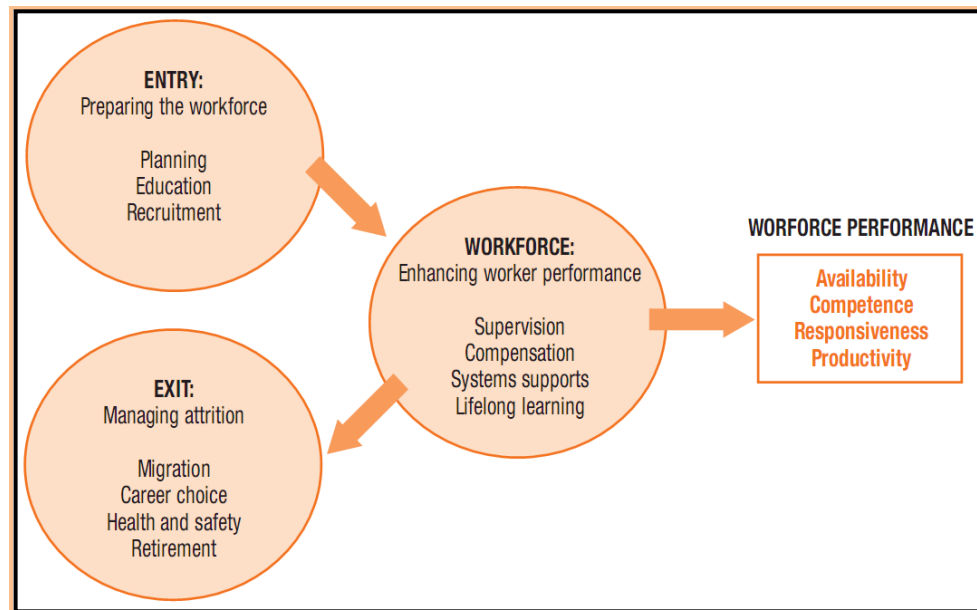 ENTRY:
Preparing the workforce
Planning
Education
Recruitment
WORKFORCE:
Enhancing worker performance
Supervision
Compensation
Systems supports
Lifelong learning
WORFORCE PERFORMANCE
Availability
Competence
Responsiveness
Productivity
EXIT:
Managing attrition
Migration
Career choice
Health and safety
Retirement